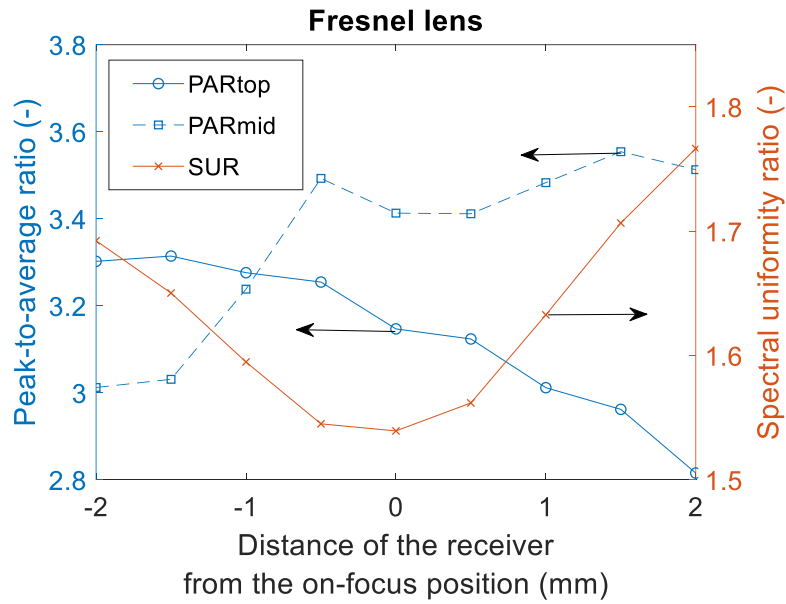 Fresnel lens
PARtop
PARmid
SUR
Peak-to-average ratio (-)
3.8
3.6
3.4
3.2
3
2.8
Spectral uniformity ratio (-)
1.8
1.7
1.6
1.5
-2 -1 0 1 2
Distance of the receiver
from the on-focus position (mm)